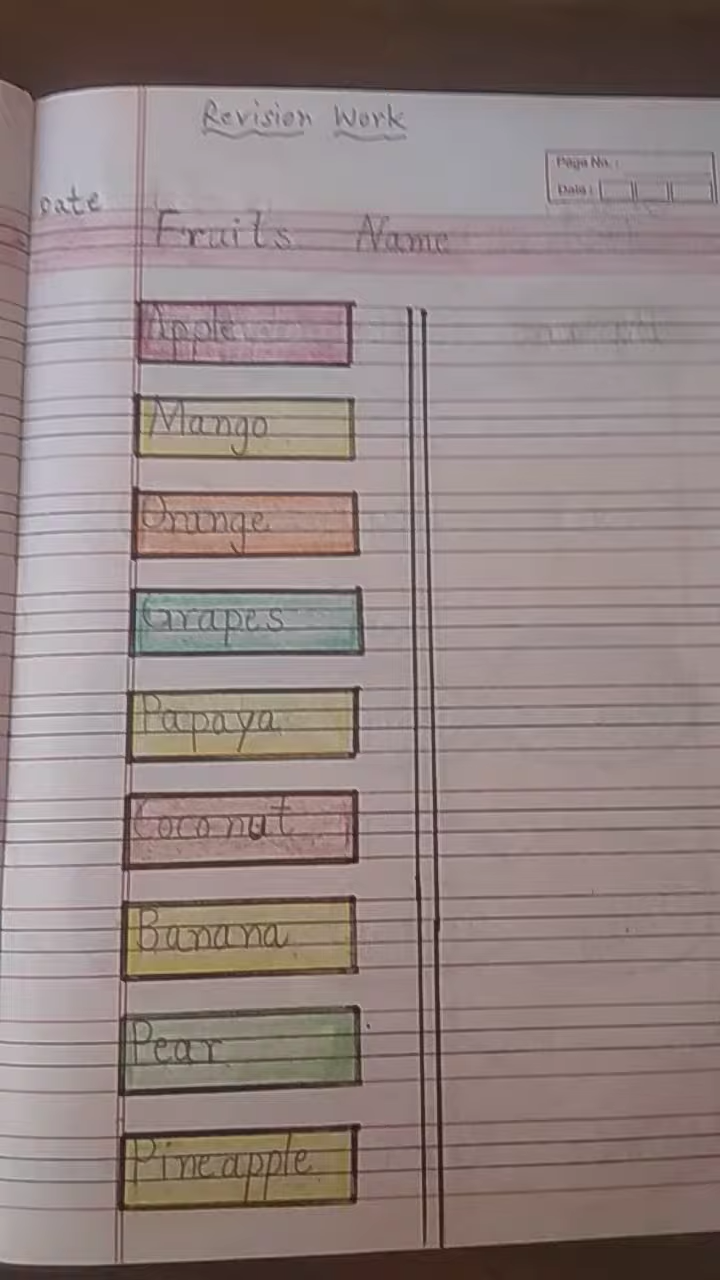 Revision Work
Page No. :
Date :
Date
Fruits Name
Apple
Mango
Orange
Grapes
Papaya
Coconut
Banana
Pear
Pineapple